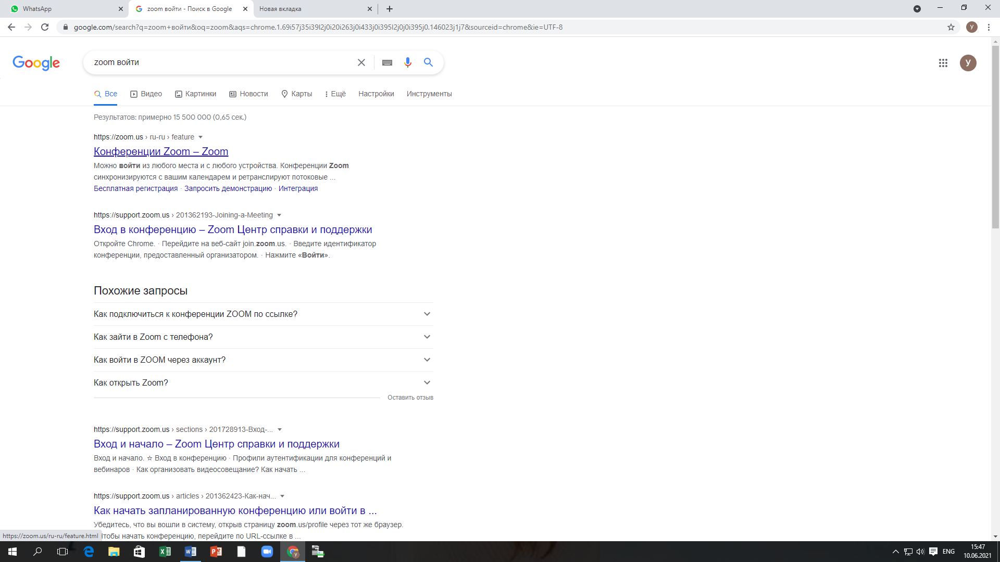 WhatsApp
zoom войти - Поиск в Google
Новая вкладка
google.com/search?q=zoom+войти&oq=zoom&aqs=chrome.1.69i57j35i39l2j0i20i263j0i433j0i395l2j0j0i395j0.146023j1j7&sourceid=chrome&ie=UTF-8
У
Google
zoom войти
У
Все
Видео
Картинки
Новости
Карты
Ещё
Настройки
Инструменты
Результатов: примерно 15 500 000 (0,65 сек.)
https://zoom.us › ru-ru › feature
Конференции Zoom – Zoom
Можно войти из любого места и с любого устройства. Конференции Zoom
синхронизируются с вашим календарем и ретранслируют потоковые ...
Бесплатная регистрация · Запросить демонстрацию · Интеграция
https://support.zoom.us › 201362193-Joining-a-Meeting
Вход в конференцию – Zoom Центр справки и поддержки
Откройте Chrome. · Перейдите на веб-сайт join.zoom.us. · Введите идентификатор
конференции, предоставленный организатором. · Нажмите «Войти».
Похожие запросы
Как подключиться к конференции ZOOM по ссылке?
Как зайти в Zoom с телефона?
Как войти в ZOOM через аккаунт?
Как открыть Zoom?
Оставить отзыв
https://support.zoom.us › sections › 201728913-Вход-...
Вход и начало – Zoom Центр справки и поддержки
Вход и начало. ☆ Вход в конференцию · Профили аутентификации для конференций и
вебинаров · Как организовать видеосовещание? Как начать ...
https://support.zoom.us › articles › 201362423-Как-нач...
Как начать запланированную конференцию или войти в ...
Убедитесь, что вы вошли в систему, открыв страницу zoom.us/profile через тот же браузер.
Чтобы начать конференцию, перейдите по URL-ссылке в ...
https://zoom.us/ru-ru/feature.html
ENG
15:47
10.06.2021